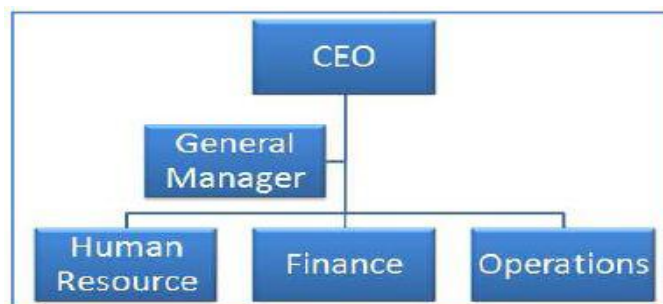 CEO
General
Manager
Human
Resource
Finance
Operations